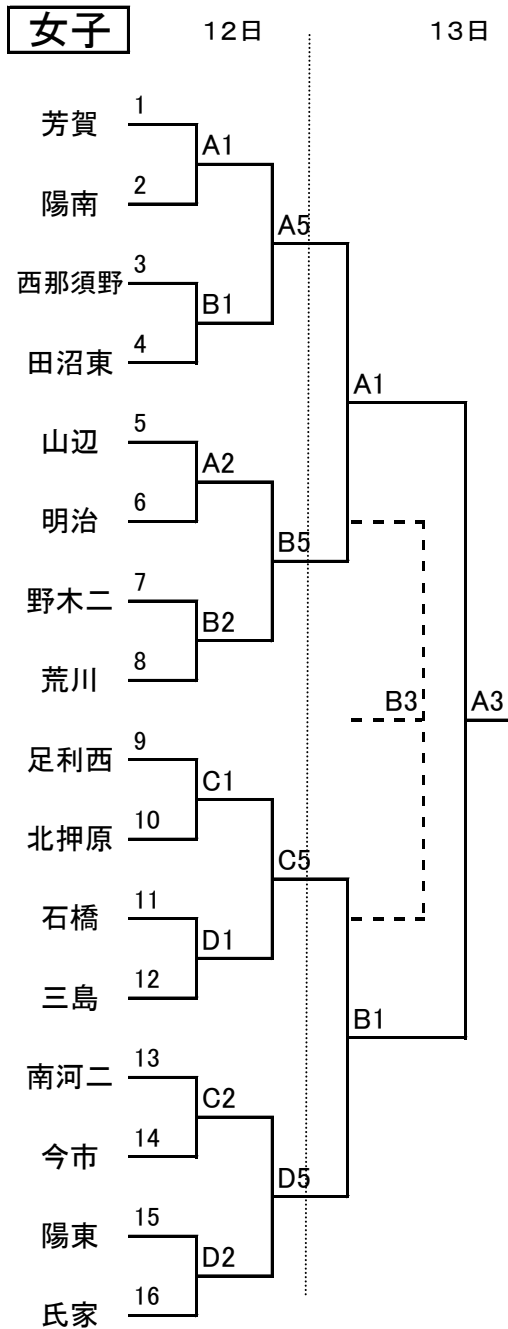 女子 12日 13日
芳賀 1
A1
陽南 2
A5
西那須野 3
B1
田沼東 4
A1
山辺 5
A2
明治 6
B5
野木二 7
B2
荒川 8
B3 A3
足利西 9
C1
北押原 10
C5
石橋 11
D1
三島 12
B1
南河二 13
C2
今市 14
D5
陽東 15
D2
氏家 16